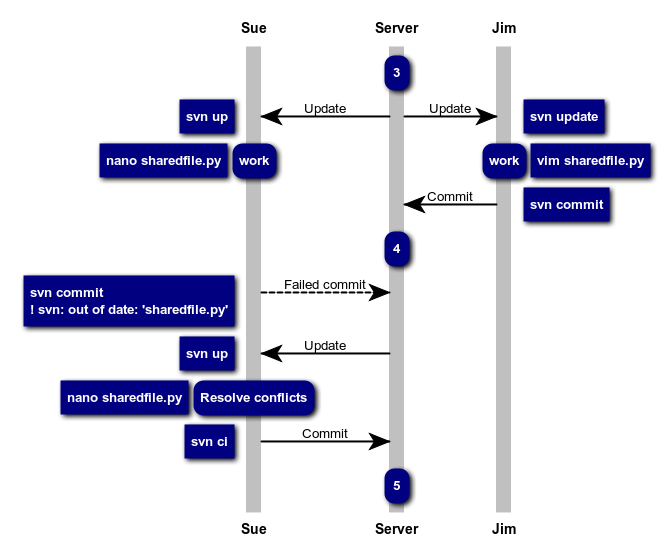 Sue Server Jim
3
svn up Update Update svn update
nano sharedfile.py work work vim sharedfile.py
Commit svn commit
4
svn commit Failed commit
! svn: out of date: 'sharedfile.py'
svn up Update
nano sharedfile.py Resolve conflicts
svn ci Commit
5
Sue Server Jim